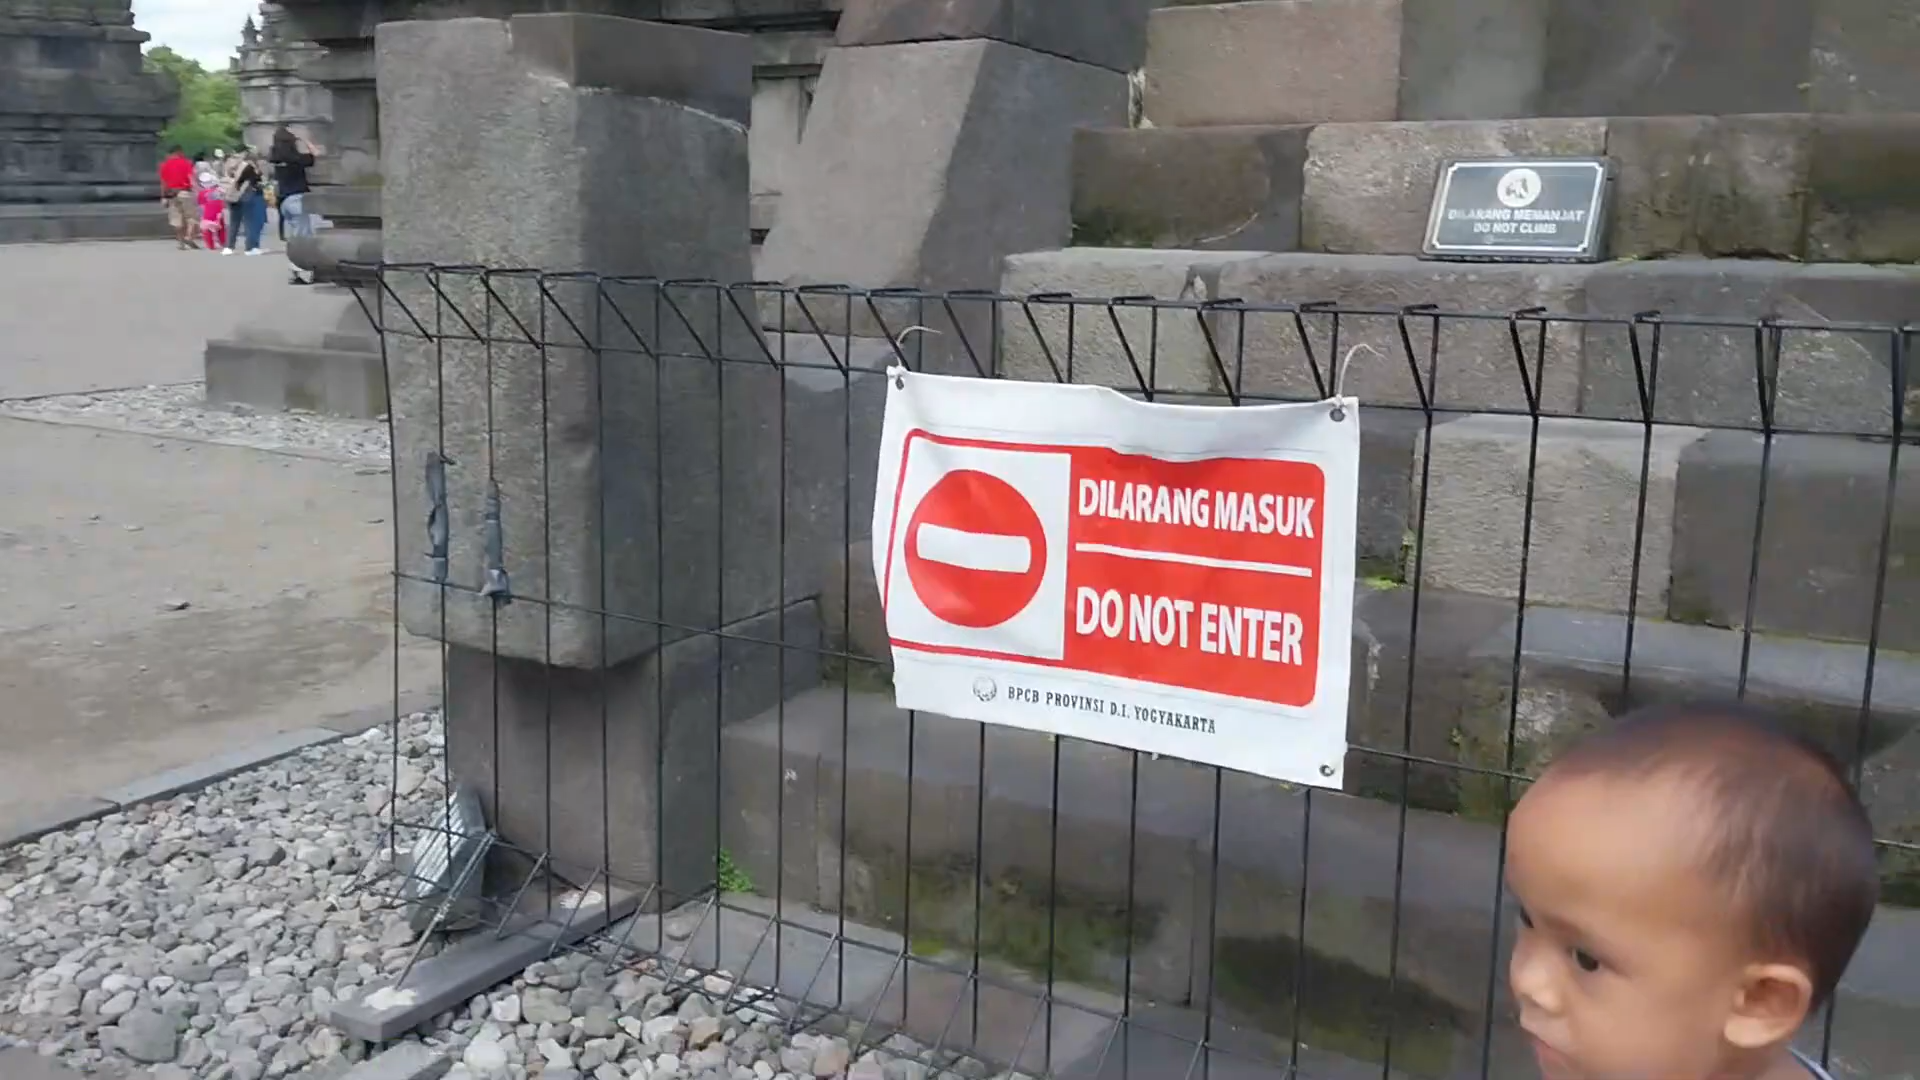 DILARANG MEMANJAT
DO NOT CLIMB
DILARANG MASUK
DO NOT ENTER
BPCB PROVINSI D.I. YOGYAKARTA